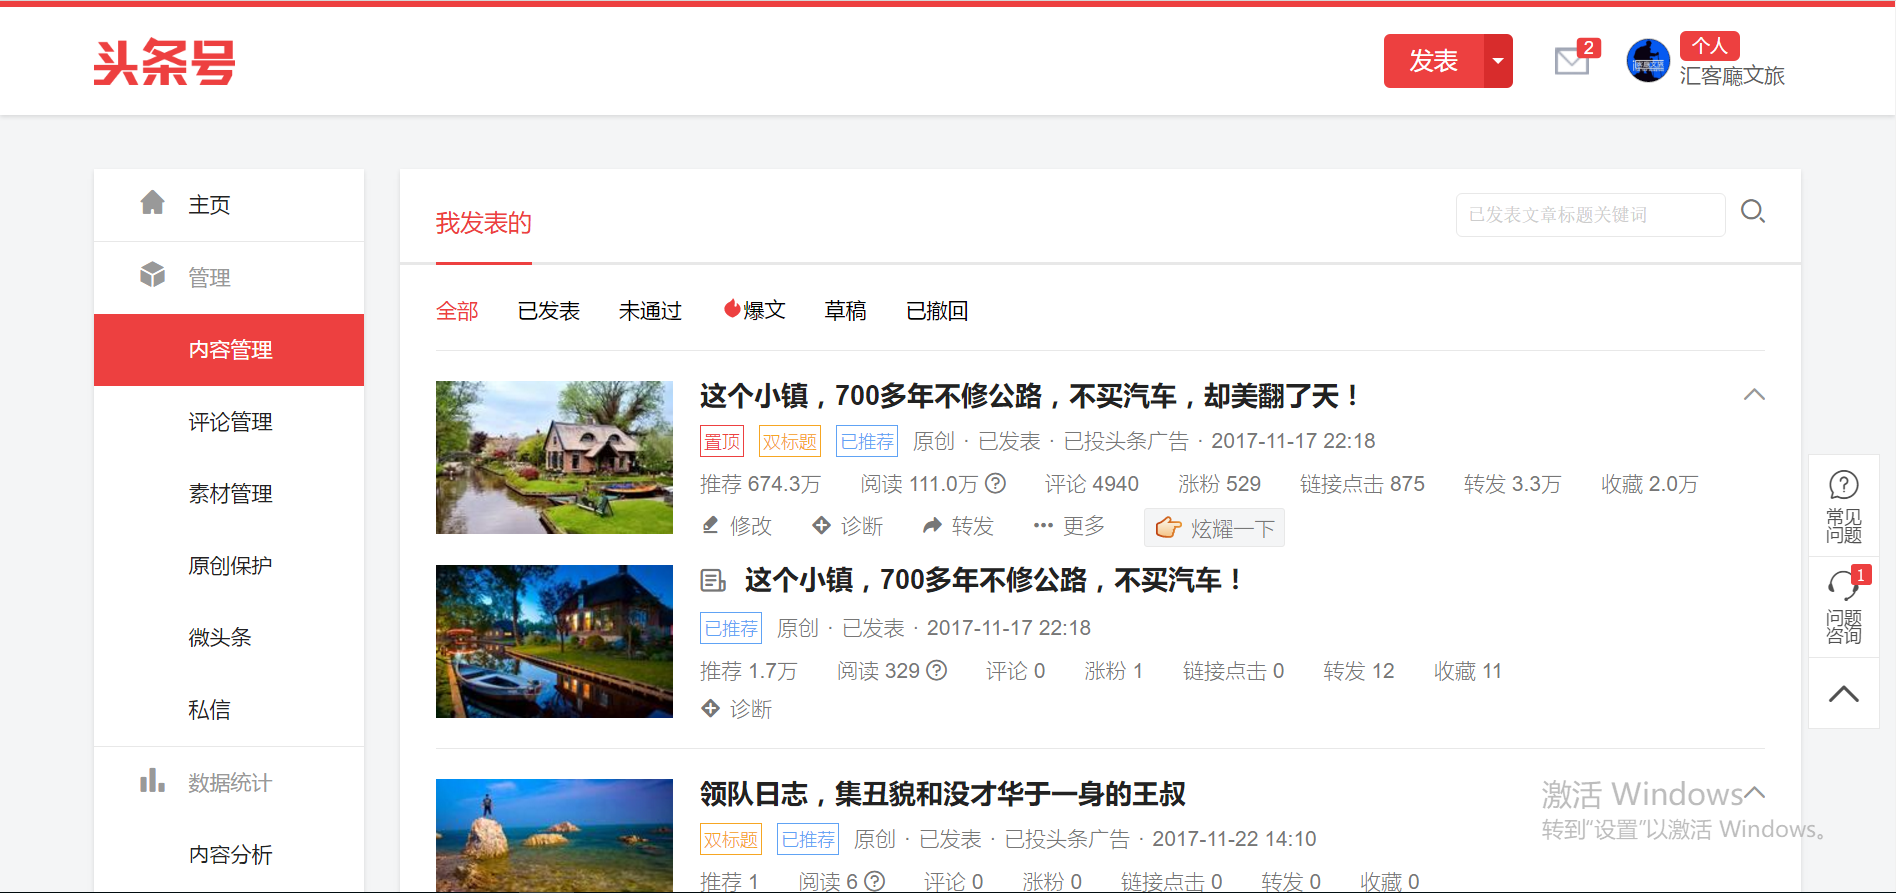 头条号
发表
2
个人
汇客廰文旅
主页
管理
内容管理
评论管理
素材管理
原创保护
微头条
私信
数据统计
内容分析
我发表的
已发表文章标题关键词
全部 已发表 未通过 爆文 草稿 已撤回
这个小镇，700多年不修公路，不买汽车，却美翻了天！
置顶 双标题 已推荐 原创 · 已发表 · 已投头条广告 · 2017-11-17 22:18
推荐 674.3万 阅读 111.0万 ? 评论 4940 涨粉 529 链接点击 875 转发 3.3万 收藏 2.0万
修改 诊断 转发 ··· 更多 炫耀一下
这个小镇，700多年不修公路，不买汽车！
已推荐 原创 · 已发表 · 2017-11-17 22:18
推荐 1.7万 阅读 329 ? 评论 0 涨粉 1 链接点击 0 转发 12 收藏 11
诊断
领队日志，集丑貌和没才华于一身的王叔
双标题 已推荐 原创 · 已发表 · 已投头条广告 · 2017-11-22 14:10
推荐 1 阅读 6 ? 评论 0 涨粉 0 链接点击 0 转发 0 收藏 0
?
常见
问题
1
问题
咨询
激活 Windows
转到“设置”以激活 Windows。